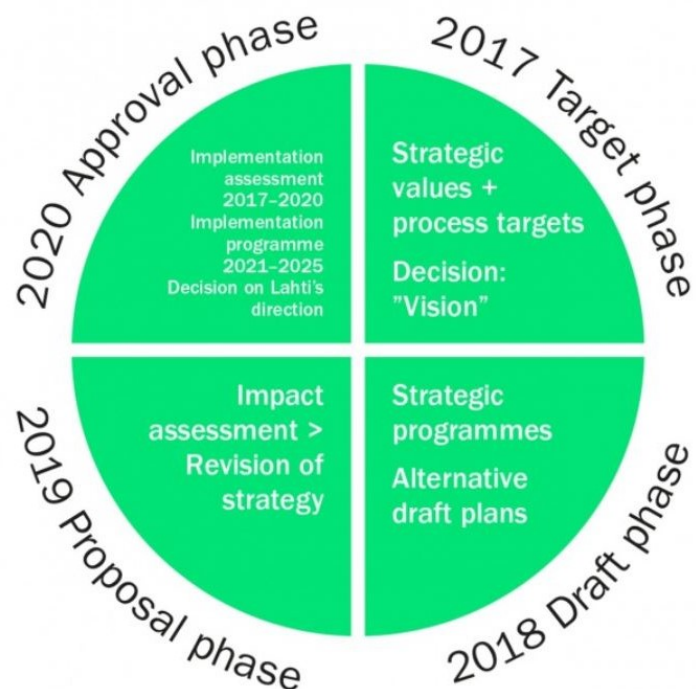 2017 Target phase
Strategic
values +
process targets
Decision:
”Vision”
2018 Draft phase
Strategic
programmes
Alternative
draft plans
2019 Proposal phase
Impact
assessment >
Revision of
strategy
2020 Approval phase
Implementation
assessment
2017–2020
Implementation
programme
2021–2025
Decision on Lahti’s
direction